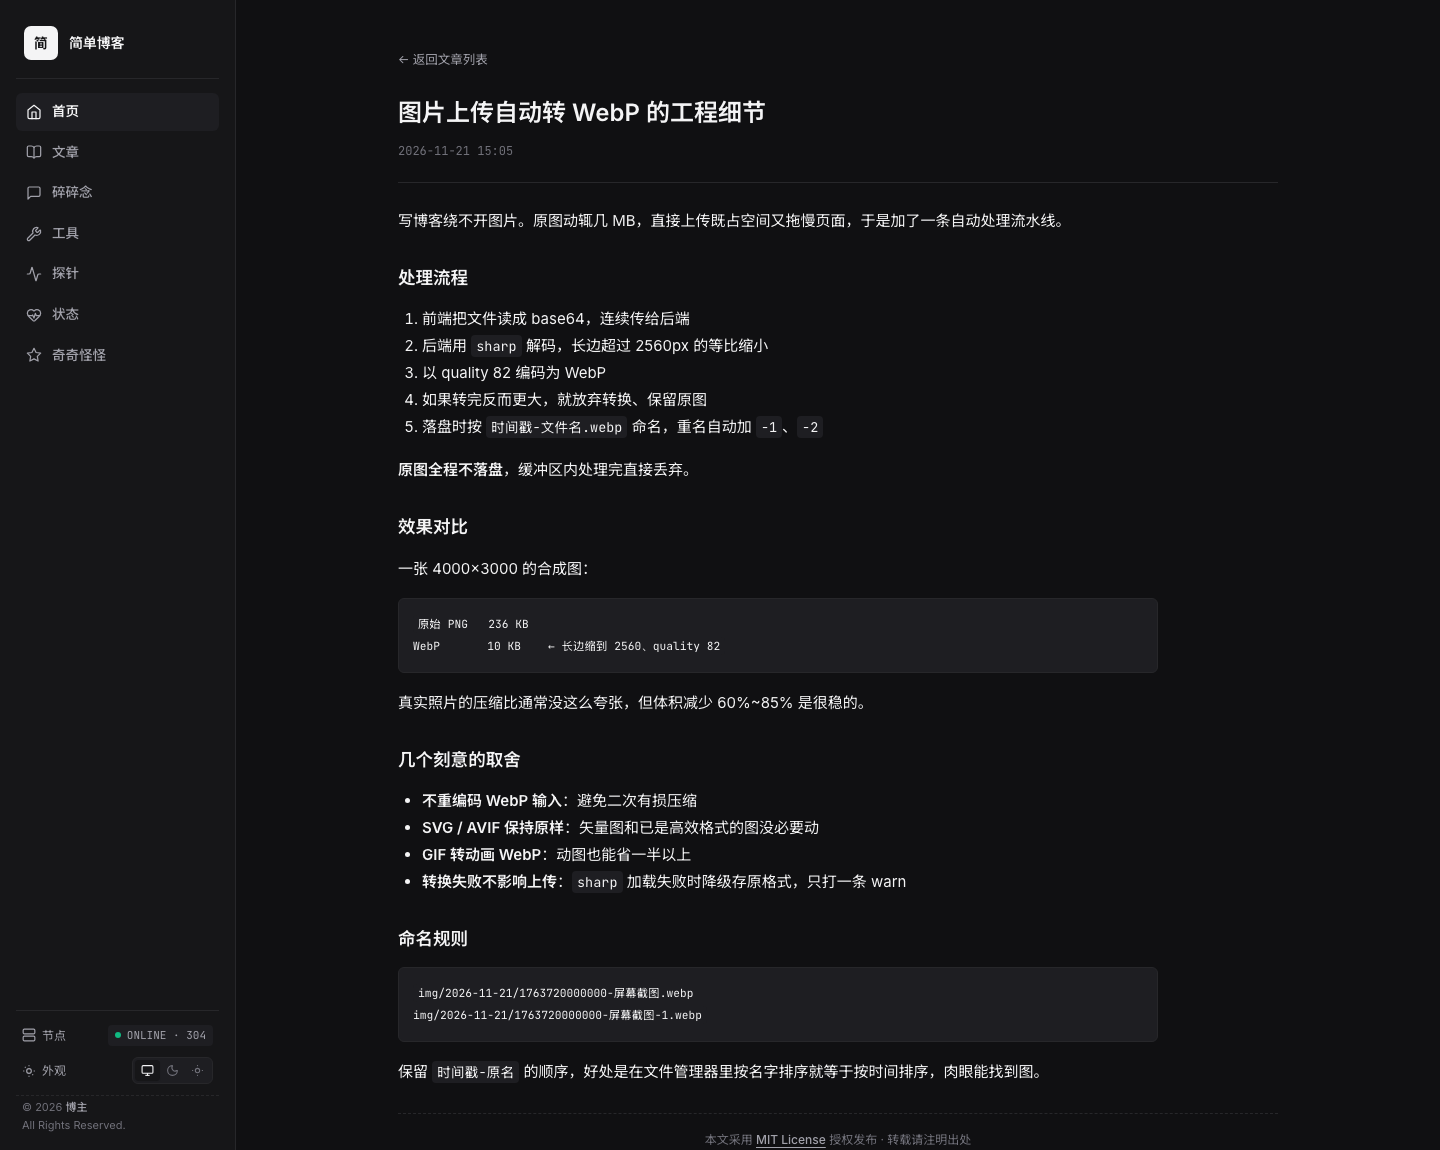 简 简单博客
首页
文章
碎碎念
工具
探针
状态
奇奇怪怪
节点 ONLINE · 304
外观
© 2026 博主
All Rights Reserved.
← 返回文章列表
图片上传自动转 WebP 的工程细节
2026-11-21 15:05
写博客绕不开图片。原图动辄几 MB，直接上传既占空间又拖慢页面，于是加了一条自动处理流水线。
处理流程
1. 前端把文件读成 base64，连续传给后端
2. 后端用 sharp 解码，长边超过 2560px 的等比缩小
3. 以 quality 82 编码为 WebP
4. 如果转完反而更大，就放弃转换、保留原图
5. 落盘时按 时间戳-文件名.webp 命名，重名自动加 -1、-2
原图全程不落盘，缓冲区内处理完直接丢弃。
效果对比
一张 4000×3000 的合成图：
原始 PNG 236 KB
WebP 10 KB ← 长边缩到 2560、quality 82
真实照片的压缩比通常没这么夸张，但体积减少 60%~85% 是很稳的。
几个刻意的取舍
• 不重编码 WebP 输入：避免二次有损压缩
• SVG / AVIF 保持原样：矢量图和已是高效格式的图没必要动
• GIF 转动画 WebP：动图也能省一半以上
• 转换失败不影响上传：sharp 加载失败时降级存原格式，只打一条 warn
命名规则
img/2026-11-21/1763720000000-屏幕截图.webp
img/2026-11-21/1763720000000-屏幕截图-1.webp
保留 时间戳-原名 的顺序，好处是在文件管理器里按名字排序就等于按时间排序，肉眼能找到图。
本文采用 MIT License 授权发布 · 转载请注明出处